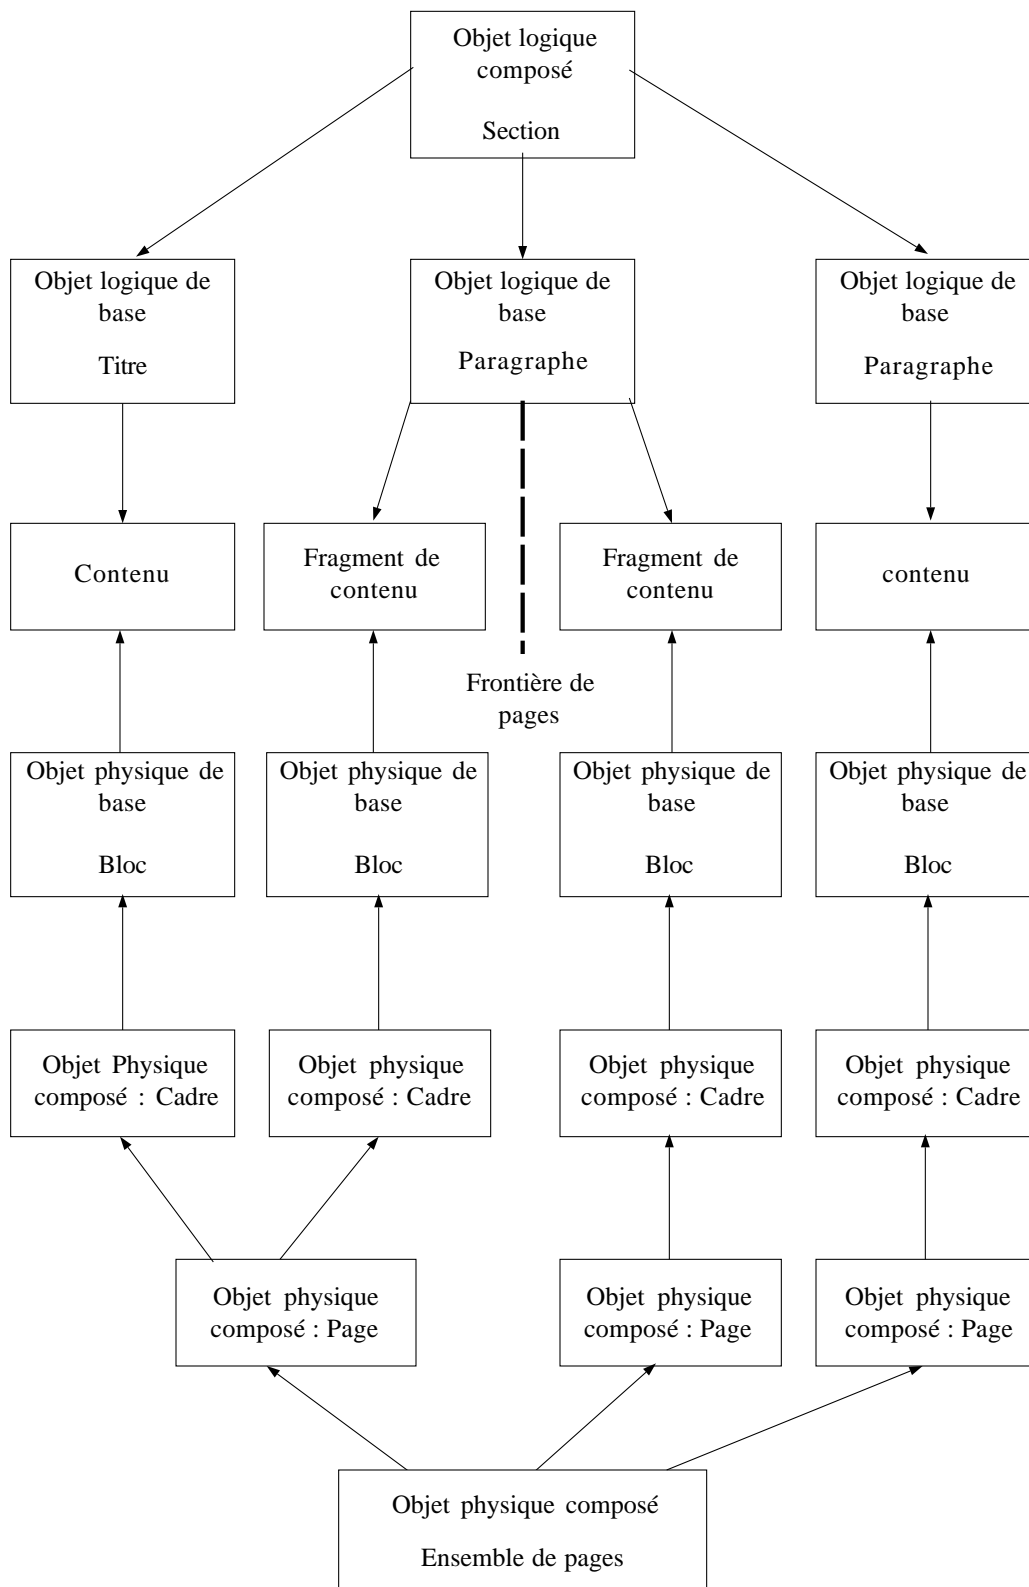 Objet logique
composé
Section
Objet logique de
base
Titre
Objet logique de
base
Paragraphe
Objet logique de
base
Paragraphe
Contenu
Fragment de
contenu
Fragment de
contenu
contenu
Frontière de
pages
Objet physique de
base
Bloc
Objet physique de
base
Bloc
Objet physique de
base
Bloc
Objet physique de
base
Bloc
Objet Physique
composé : Cadre
Objet physique
composé : Cadre
Objet physique
composé : Cadre
Objet physique
composé : Cadre
Objet physique
composé : Page
Objet physique
composé : Page
Objet physique
composé : Page
Objet physique composé
Ensemble de pages